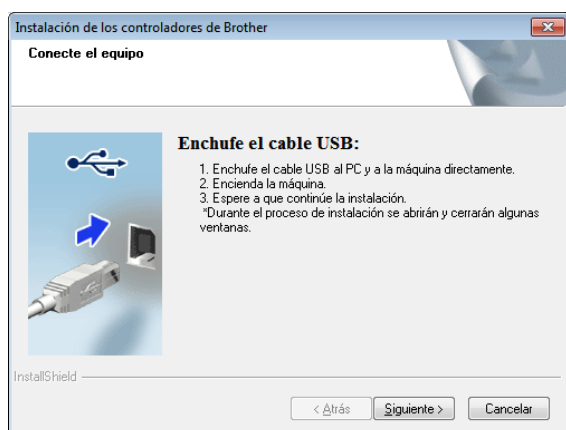 Instalación de los controladores de Brother
Conecte el equipo
Enchufe el cable USB:
1. Enchufe el cable USB al PC y a la máquina directamente.
2. Encienda la máquina.
3. Espere a que continúe la instalación.
*Durante el proceso de instalación se abrirán y cerrarán algunas
ventanas.
InstallShield
< Atrás Siguiente > Cancelar